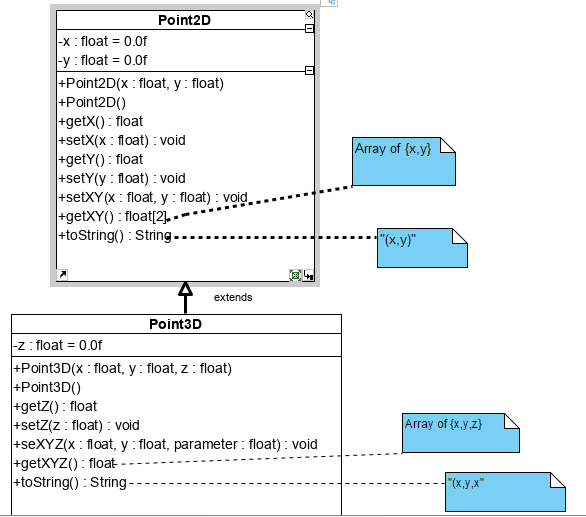 Point2D
-x : float = 0.0f
-y : float = 0.0f
+Point2D(x : float, y : float)
+Point2D()
+getX() : float
+setX(x : float) : void
+getY() : float
+setY(y : float) : void
+setXY(x : float, y : float) : void
+getXY() : float[2]
+toString() : String
Array of {x,y}
"(x,y)"
extends
Point3D
-z : float = 0.0f
+Point3D(x : float, y : float, z : float)
+Point3D()
+getZ() : float
+setZ(z : float) : void
+seXYZ(x : float, y : float, parameter : float) : void
+getXYZ() : float
+toString() : String
Array of {x,y,z}
"(x,y,x"